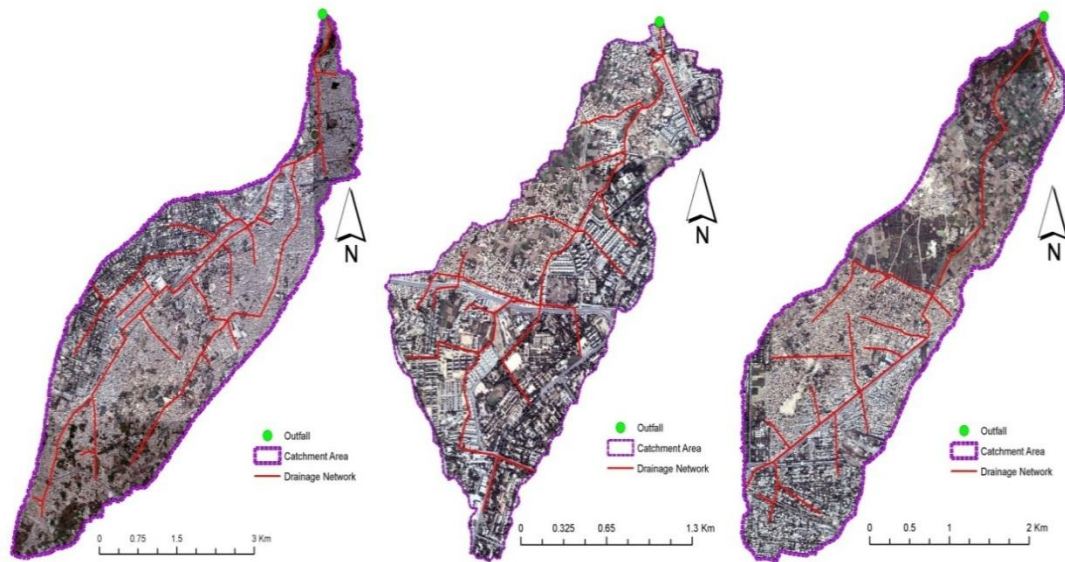 N
Outfall
Catchment Area
Drainage Network
0 0.75 1.5 3 Km
N
Outfall
Catchment Area
Drainage Network
0 0.325 0.65 1.3 Km
N
Outfall
Catchment Area
Drainage Network
0 0.5 1 2 Km